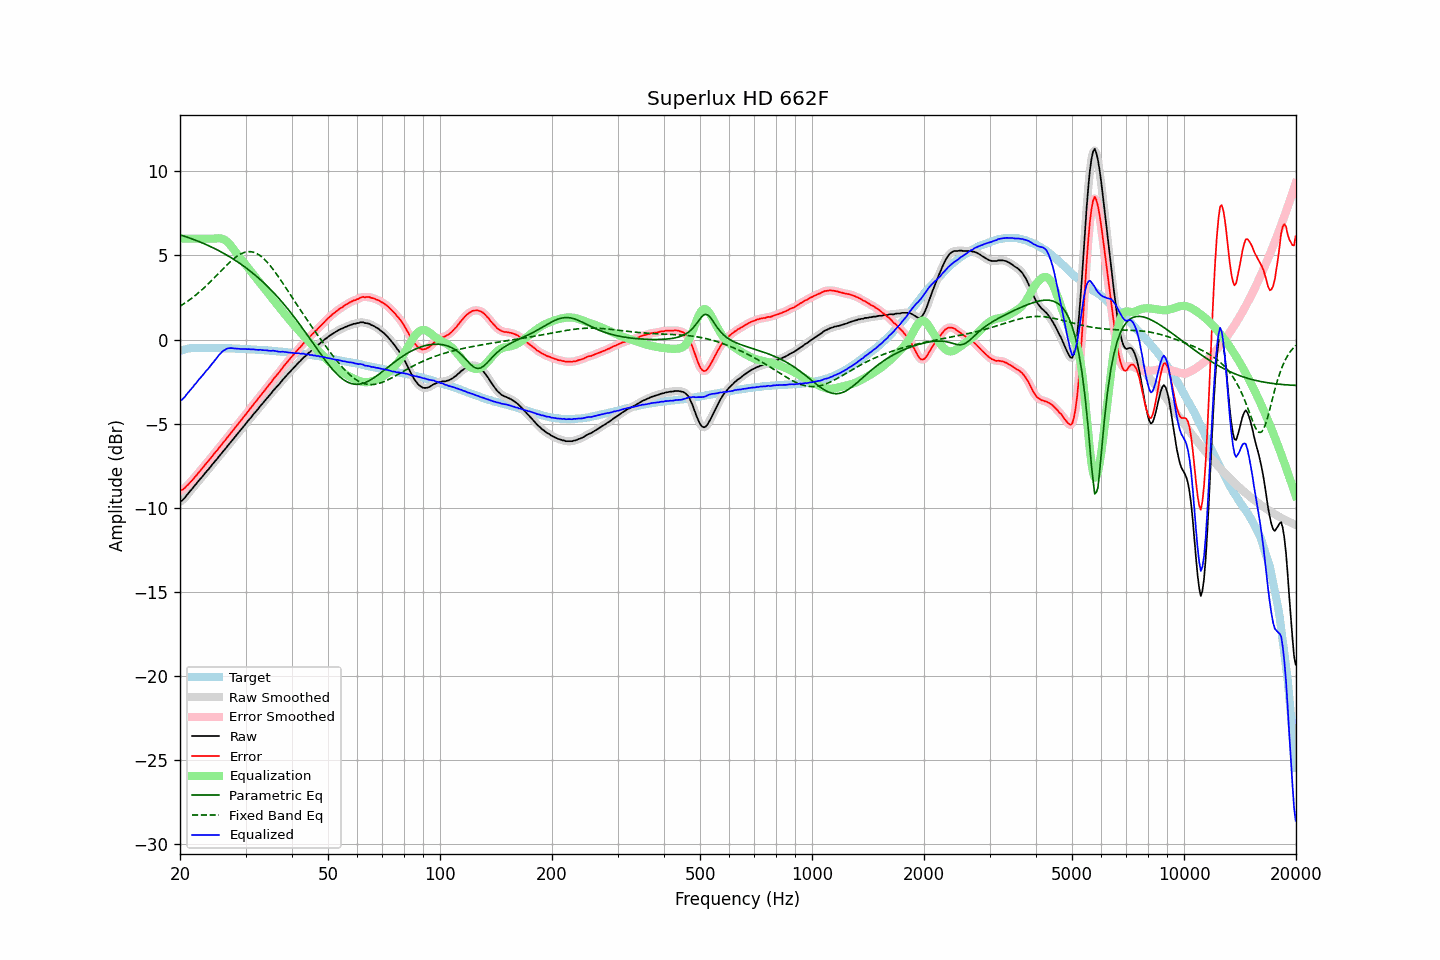 Superlux HD 662F
Amplitude (dBr)
10
5
0
−5
−10
−15
−20
−25
−30
Target
Raw Smoothed
Error Smoothed
Raw
Error
Equalization
Parametric Eq
Fixed Band Eq
Equalized
20 50 100 200 500 1000 2000 5000 10000 20000
Frequency (Hz)